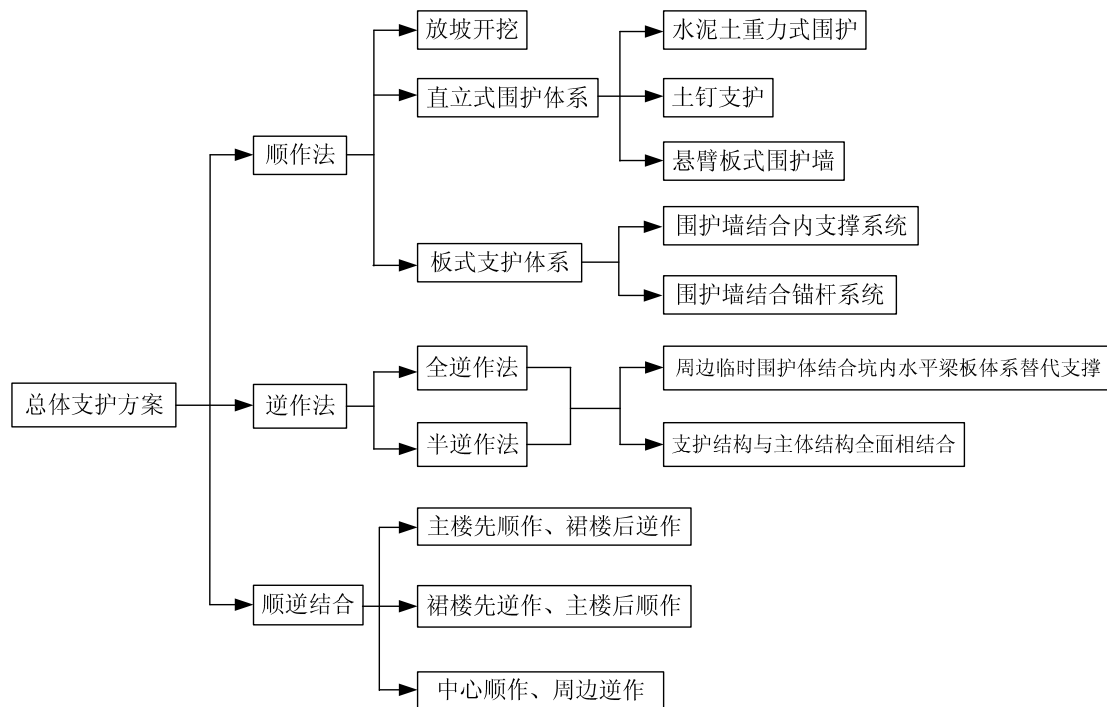 总体支护方案
顺作法
放坡开挖
直立式围护体系
水泥土重力式围护
土钉支护
悬臂板式围护墙
板式支护体系
围护墙结合内支撑系统
围护墙结合锚杆系统
逆作法
全逆作法
半逆作法
周边临时围护体结合坑内水平梁板体系替代支撑
支护结构与主体结构全面相结合
顺逆结合
主楼先顺作、裙楼后逆作
裙楼先逆作、主楼后顺作
中心顺作、周边逆作